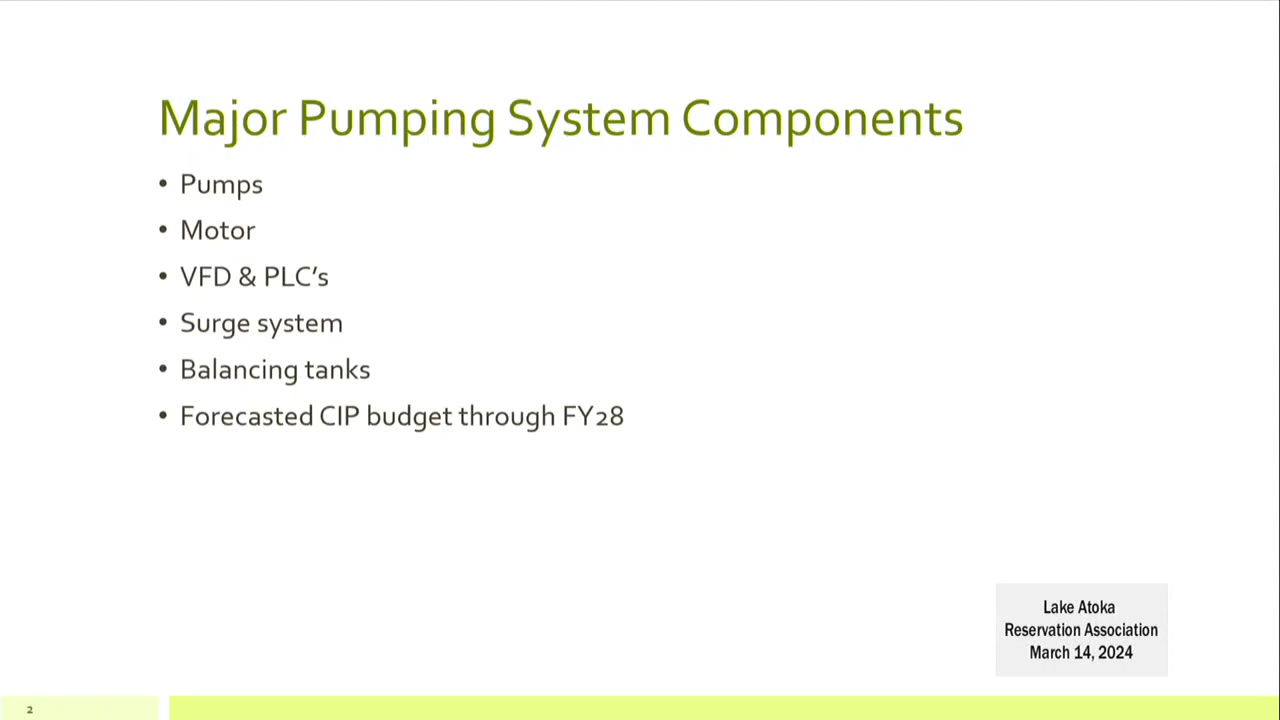 Major Pumping System Components
• Pumps
• Motor
• VFD & PLC’s
• Surge system
• Balancing tanks
• Forecasted CIP budget through FY28
Lake Atoka
Reservation Association
March 14, 2024
2